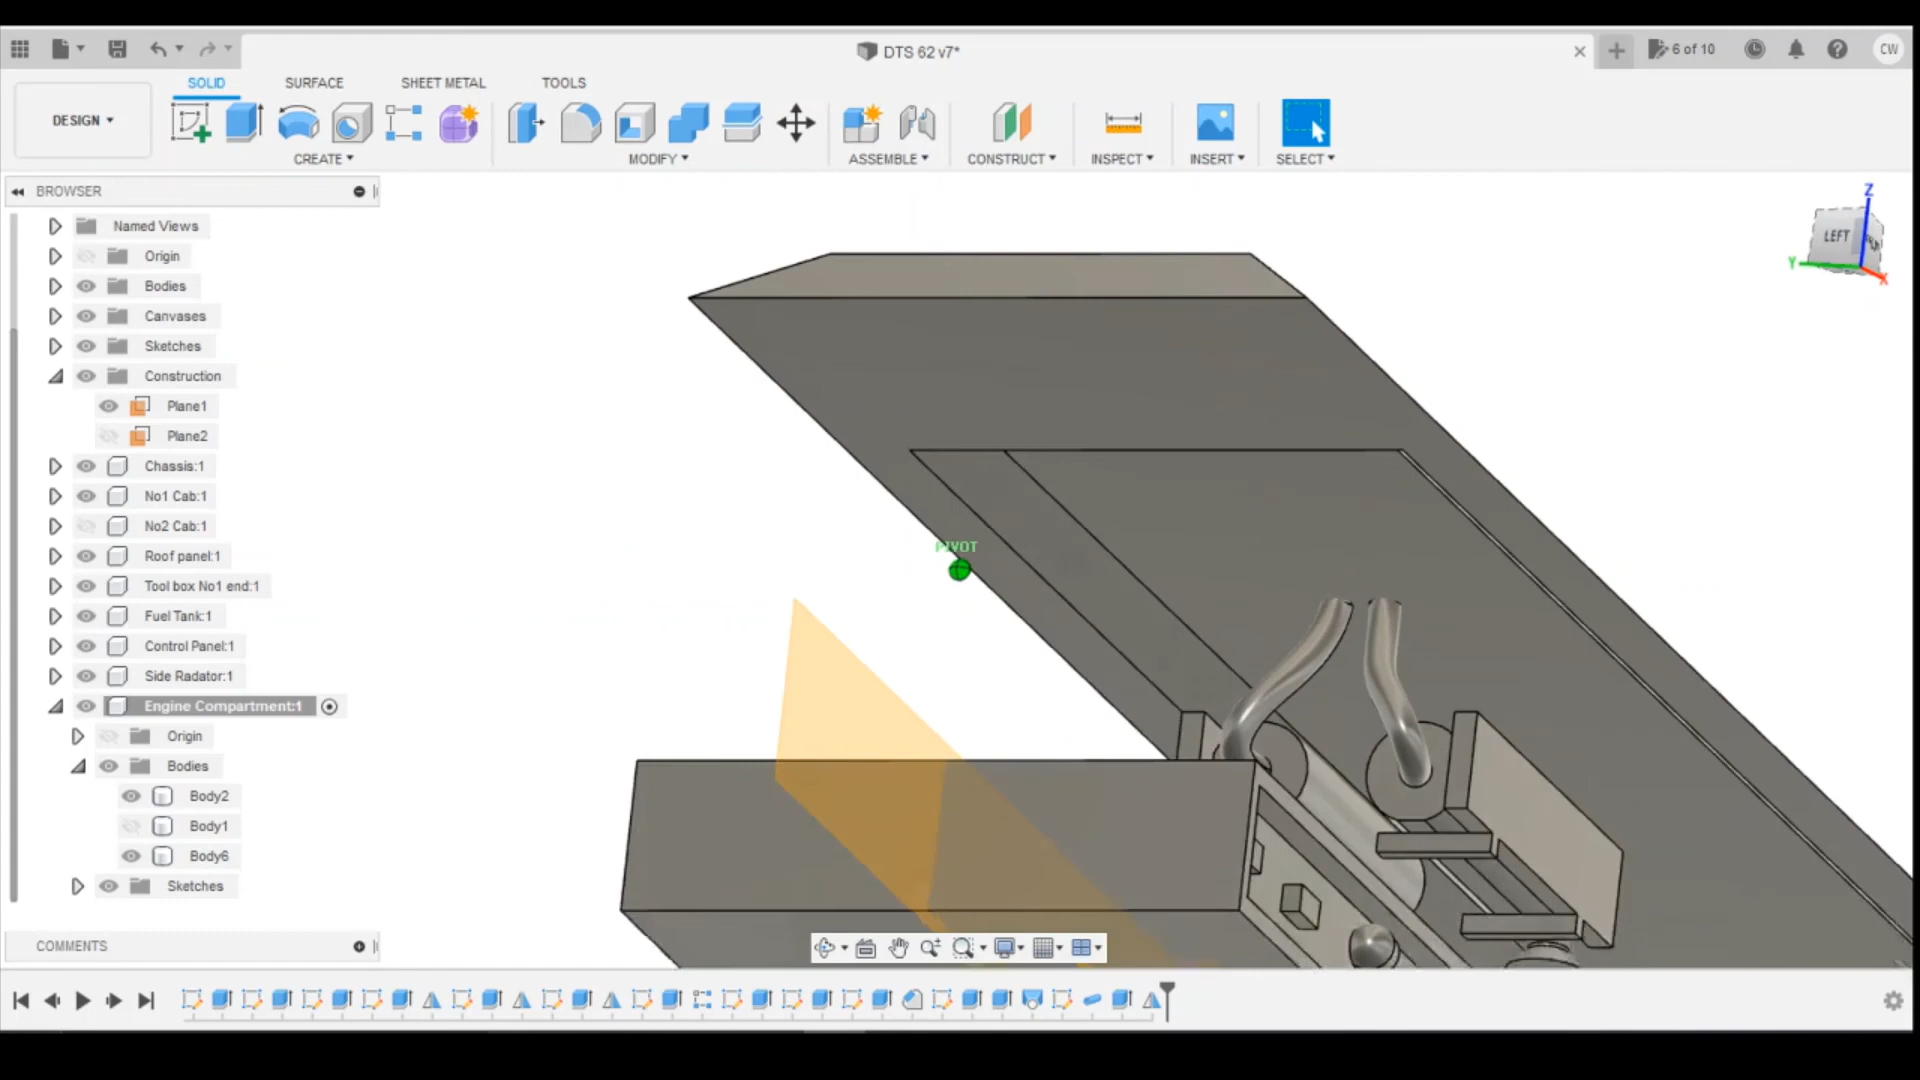 DTS 62 v7*
6 of 10
CW
DESIGN
SOLID
SURFACE
SHEET METAL
TOOLS
CREATE
MODIFY
ASSEMBLE
CONSTRUCT
INSPECT
INSERT
SELECT
BROWSER
Named Views
Origin
Bodies
Canvases
Sketches
Construction
Plane1
Plane2
Chassis:1
No1 Cab:1
No2 Cab:1
Roof panel:1
Tool box No1 end:1
Fuel Tank:1
Control Panel:1
Side Radator:1
Engine Compartment:1
Origin
Bodies
Body2
Body1
Body6
Sketches
COMMENTS
PIVOT
Z
LEFT
Y
X